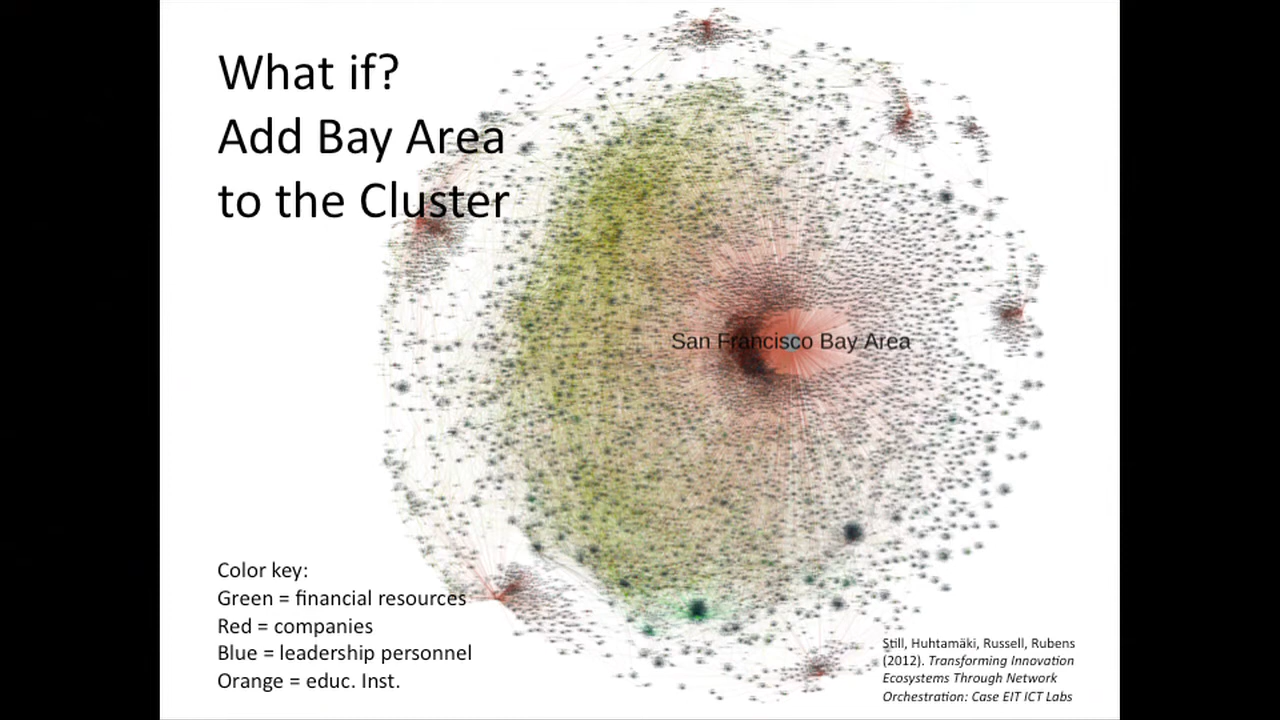 What if?
Add Bay Area
to the Cluster
San Francisco Bay Area
Color key:
Green = financial resources
Red = companies
Blue = leadership personnel
Orange = educ. Inst.
Still, Huhtamäki, Russell, Rubens
(2012). Transforming Innovation
Ecosystems Through Network
Orchestration: Case EIT ICT Labs